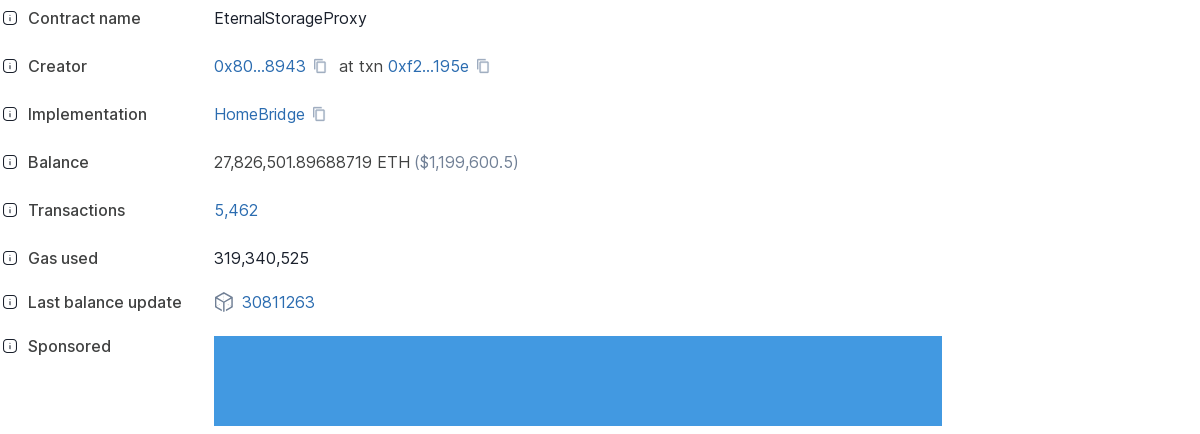 Contract name EternalStorageProxy
Creator 0x80...8943 at txn 0xf2...195e
Implementation HomeBridge
Balance 27,826,501.89688719 ETH ($1,199,600.5)
Transactions 5,462
Gas used 319,340,525
Last balance update 30811263
Sponsored